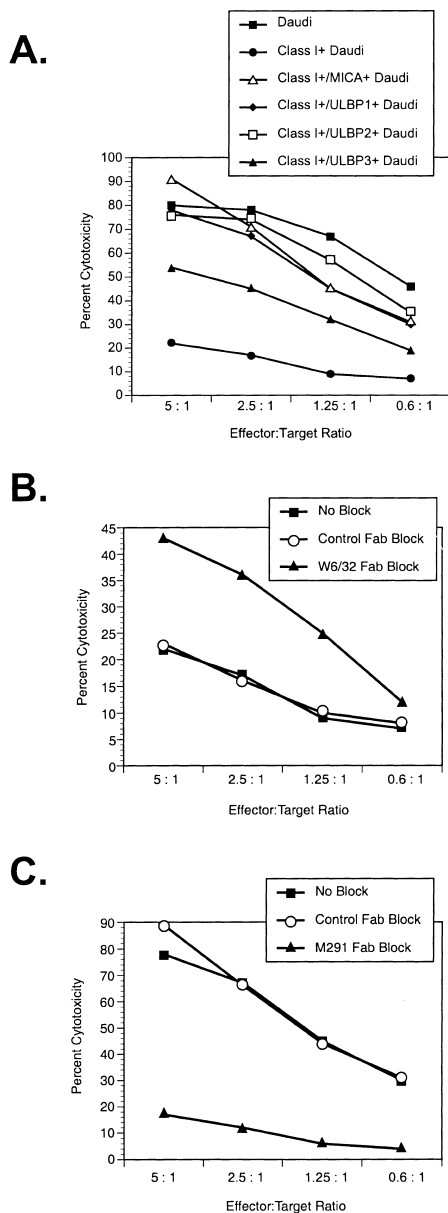 A.
Daudi
Class I+ Daudi
Class I+/MICA+ Daudi
Class I+/ULBP1+ Daudi
Class I+/ULBP2+ Daudi
Class I+/ULBP3+ Daudi
Percent Cytotoxicity
100
90
80
70
60
50
40
30
20
10
0
5 : 1 2.5 : 1 1.25 : 1 0.6 : 1
Effector:Target Ratio
B.
No Block
Control Fab Block
W6/32 Fab Block
Percent Cytotoxicity
45
40
35
30
25
20
15
10
5
0
5 : 1 2.5 : 1 1.25 : 1 0.6 : 1
Effector:Target Ratio
C.
No Block
Control Fab Block
M291 Fab Block
Percent Cytotoxicity
90
80
70
60
50
40
30
20
10
0
5 : 1 2.5 : 1 1.25 : 1 0.6 : 1
Effector:Target Ratio